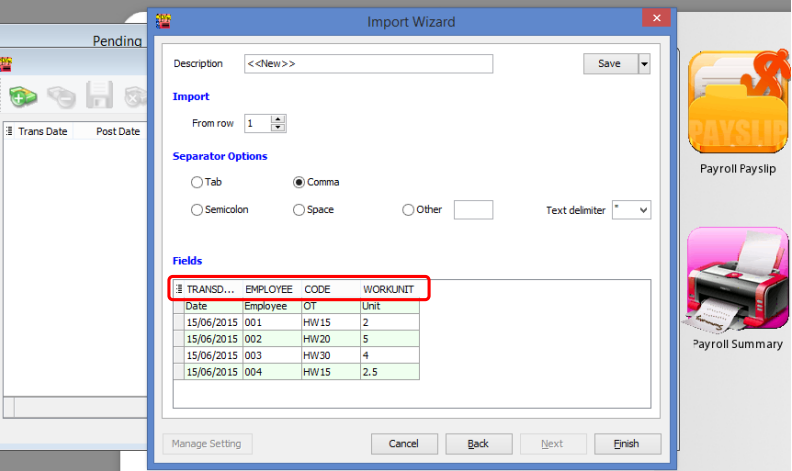 Import Wizard
Pending
Trans Date Post Date
Description <<New>> Save
Import
From row 1
Separator Options
Tab Comma
Semicolon Space Other Text delimiter "
Fields
TRANSD... EMPLOYEE CODE WORKUNIT
Date Employee OT Unit
15/06/2015 001 HW15 2
15/06/2015 002 HW20 5
15/06/2015 003 HW30 4
15/06/2015 004 HW15 2.5
Manage Setting Cancel Back Next Finish
PAYSLIP
Payroll Payslip
Payroll Summary